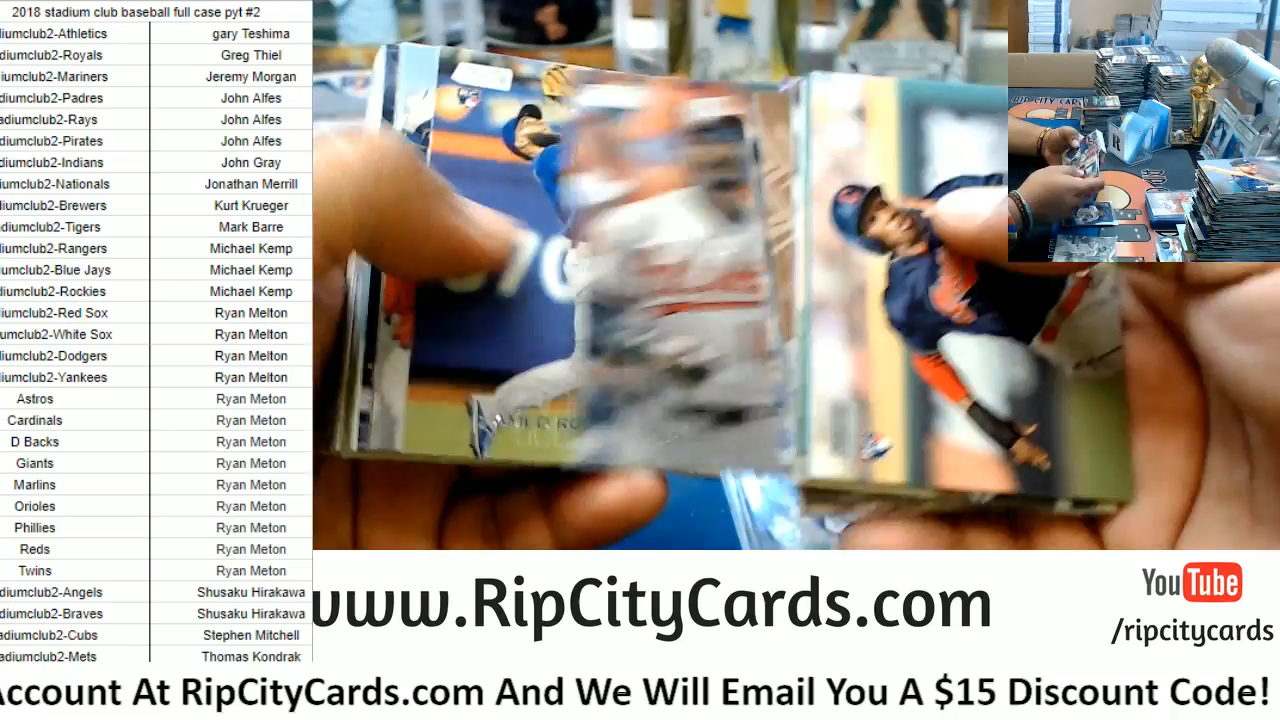 2018 stadium club baseball full case pyt #2
diumclub2-Athletics gary Teshima
diumclub2-Royals Greg Thiel
iumclub2-Mariners Jeremy Morgan
diumclub2-Padres John Alfes
adiumclub2-Rays John Alfes
diumclub2-Pirates John Alfes
diumclub2-Indians John Gray
iumclub2-Nationals Jonathan Merrill
diumclub2-Brewers Kurt Krueger
adiumclub2-Tigers Mark Barre
diumclub2-Rangers Michael Kemp
iumclub2-Blue Jays Michael Kemp
diumclub2-Rockies Michael Kemp
diumclub2-Red Sox Ryan Melton
umclub2-White Sox Ryan Melton
diumclub2-Dodgers Ryan Melton
diumclub2-Yankees Ryan Melton
Astros Ryan Meton
Cardinals Ryan Meton
D Backs Ryan Meton
Giants Ryan Meton
Marlins Ryan Meton
Orioles Ryan Meton
Phillies Ryan Meton
Reds Ryan Meton
Twins Ryan Meton
diumclub2-Angels Shusaku Hirakawa
diumclub2-Braves Shusaku Hirakawa
adiumclub2-Cubs Stephen Mitchell
adiumclub2-Mets Thomas Kondrak
RIP CITY CARDS
www.RipCityCards.com
YouTube
/ripcitycards
Account At RipCityCards.com And We Will Email You A $15 Discount Code!